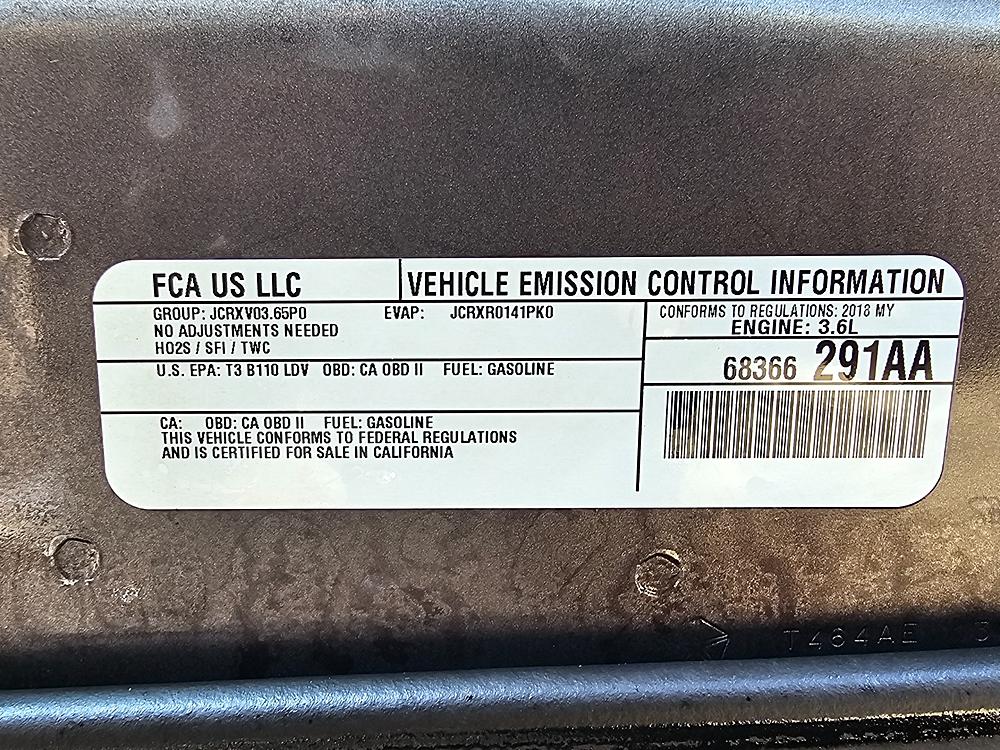 FCA US LLC
VEHICLE EMISSION CONTROL INFORMATION
GROUP: JCRXV03.65P0 EVAP: JCRXR0141PK0
NO ADJUSTMENTS NEEDED
HO2S / SFI / TWC
CONFORMS TO REGULATIONS: 2018 MY
ENGINE: 3.6L
68366 291AA
U.S. EPA: T3 B110 LDV OBD: CA OBD II FUEL: GASOLINE
CA: OBD: CA OBD II FUEL: GASOLINE
THIS VEHICLE CONFORMS TO FEDERAL REGULATIONS
AND IS CERTIFIED FOR SALE IN CALIFORNIA
T464AE